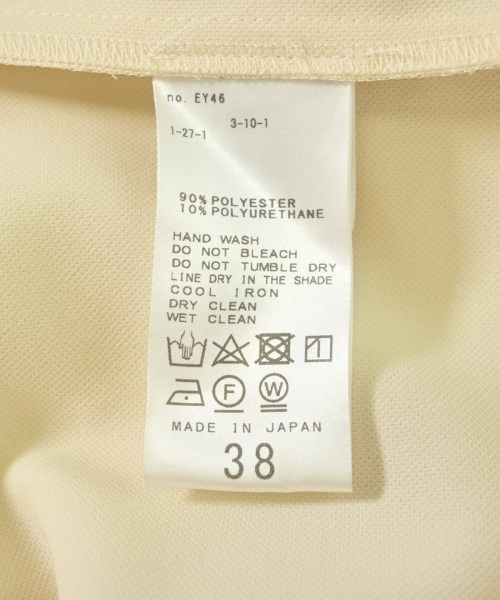 no. EY46
3-10-1
1-27-1
90% POLYESTER
10% POLYURETHANE
HAND WASH
DO NOT BLEACH
DO NOT TUMBLE DRY
LINE DRY IN THE SHADE
COOL IRON
DRY CLEAN
WET CLEAN
F W
MADE IN JAPAN
38